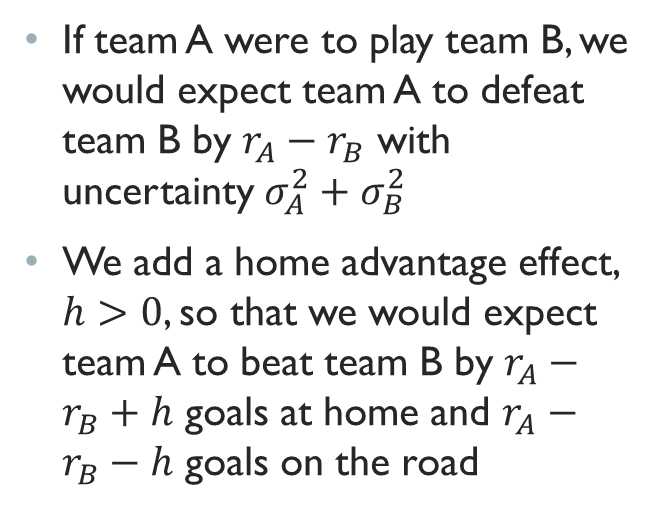 • If team A were to play team B, we
would expect team A to defeat
team B by r_A − r_B with
uncertainty σ_A^2 + σ_B^2
• We add a home advantage effect,
h > 0, so that we would expect
team A to beat team B by r_A −
r_B + h goals at home and r_A −
r_B − h goals on the road